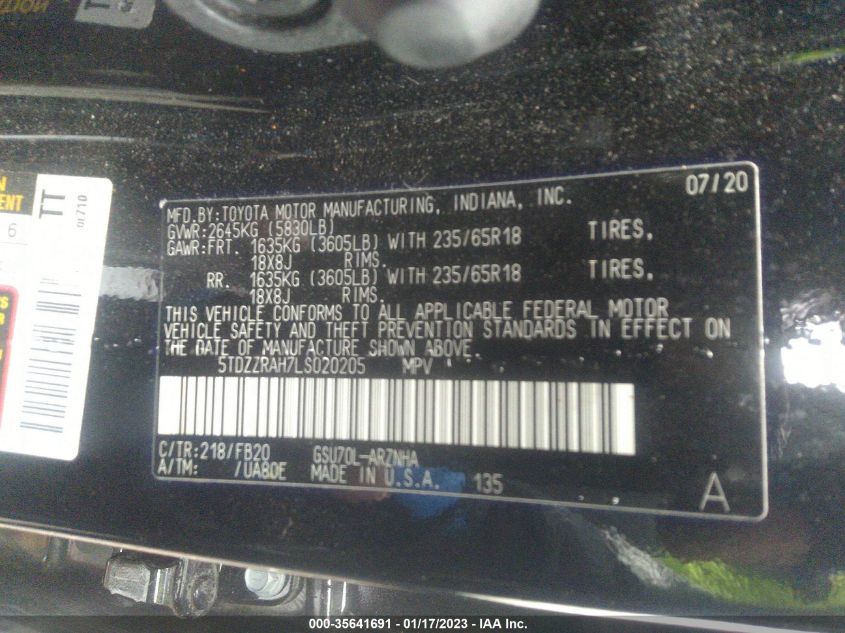 TT
01710
6
07/20
MFD.BY:TOYOTA MOTOR MANUFACTURING, INDIANA, INC.
GVWR:2645KG (5830LB)
GAWR:FRT. 1635KG (3605LB) WITH 235/65R18 TIRES,
18X8J RIMS.
RR. 1635KG (3605LB) WITH 235/65R18 TIRES,
18X8J RIMS.
THIS VEHICLE CONFORMS TO ALL APPLICABLE FEDERAL MOTOR
VEHICLE SAFETY AND THEFT PREVENTION STANDARDS IN EFFECT ON
THE DATE OF MANUFACTURE SHOWN ABOVE.
5TDZZRAH7LS020205 MPV
C/TR:218/FB20 GSU70L-ARZNHA
A/TM: /UA80E MADE IN U.S.A. 135
A
000-35641691 - 01/17/2023 - IAA Inc.